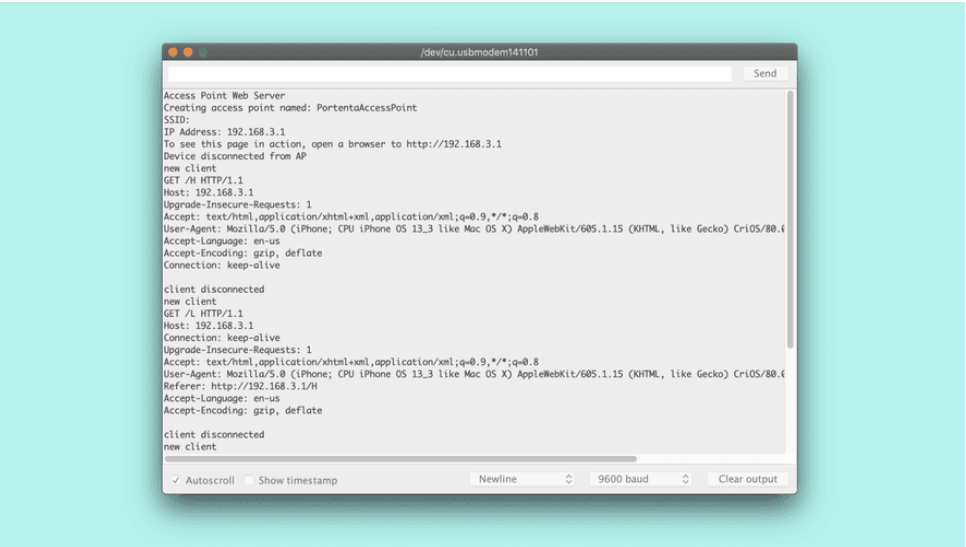 /dev/cu.usbmodem141101
Send
Access Point Web Server
Creating access point named: PortentaAccessPoint
SSID:
IP Address: 192.168.3.1
To see this page in action, open a browser to http://192.168.3.1
Device disconnected from AP
new client
GET /H HTTP/1.1
Host: 192.168.3.1
Upgrade-Insecure-Requests: 1
Accept: text/html,application/xhtml+xml,application/xml;q=0.9,*/*;q=0.8
User-Agent: Mozilla/5.0 (iPhone; CPU iPhone OS 13_3 like Mac OS X) AppleWebKit/605.1.15 (KHTML, like Gecko) CriOS/80.0
Accept-Language: en-us
Accept-Encoding: gzip, deflate
Connection: keep-alive
client disconnected
new client
GET /L HTTP/1.1
Host: 192.168.3.1
Connection: keep-alive
Upgrade-Insecure-Requests: 1
Accept: text/html,application/xhtml+xml,application/xml;q=0.9,*/*;q=0.8
User-Agent: Mozilla/5.0 (iPhone; CPU iPhone OS 13_3 like Mac OS X) AppleWebKit/605.1.15 (KHTML, like Gecko) CriOS/80.0
Referer: http://192.168.3.1/H
Accept-Language: en-us
Accept-Encoding: gzip, deflate
client disconnected
new client
Autoscroll Show timestamp Newline 9600 baud Clear output